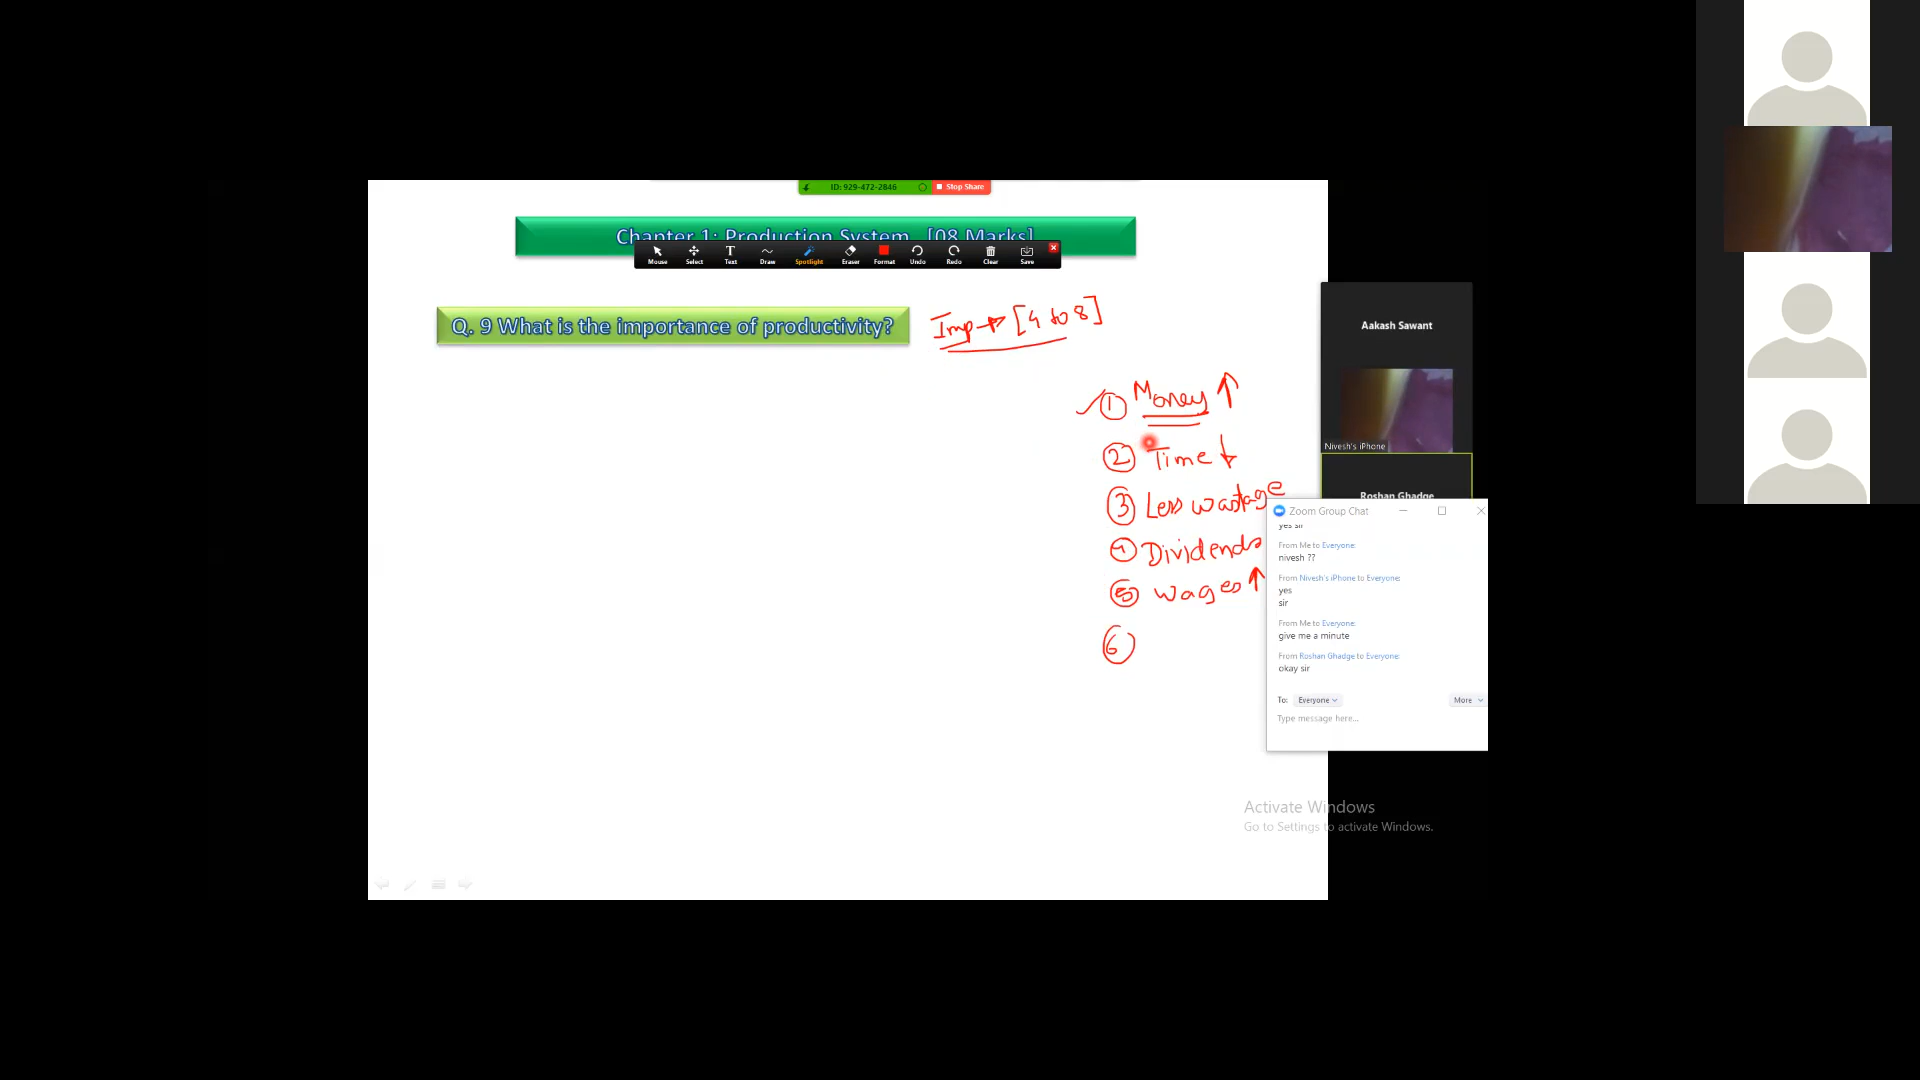 ID: 929-472-2846
Stop Share
Chapter 1: Production System [08 Marks]
Mouse Select Text Draw Spotlight Eraser Format Undo Redo Clear Save
Q. 9 What is the importance of productivity?
Imp → [4 to 8]
① Money ↑
② Time ↓
③ Less wastage
④ Dividends
⑤ Wages ↑
⑥
Aakash Sawant
Nivesh's iPhone
Roshan Ghadge
Zoom Group Chat
yes sir
From Me to Everyone:
nivesh ??
From Nivesh's iPhone to Everyone:
yes
sir
From Me to Everyone:
give me a minute
From Roshan Ghadge to Everyone:
okay sir
To: Everyone More
Type message here...
Activate Windows
Go to Settings to activate Windows.